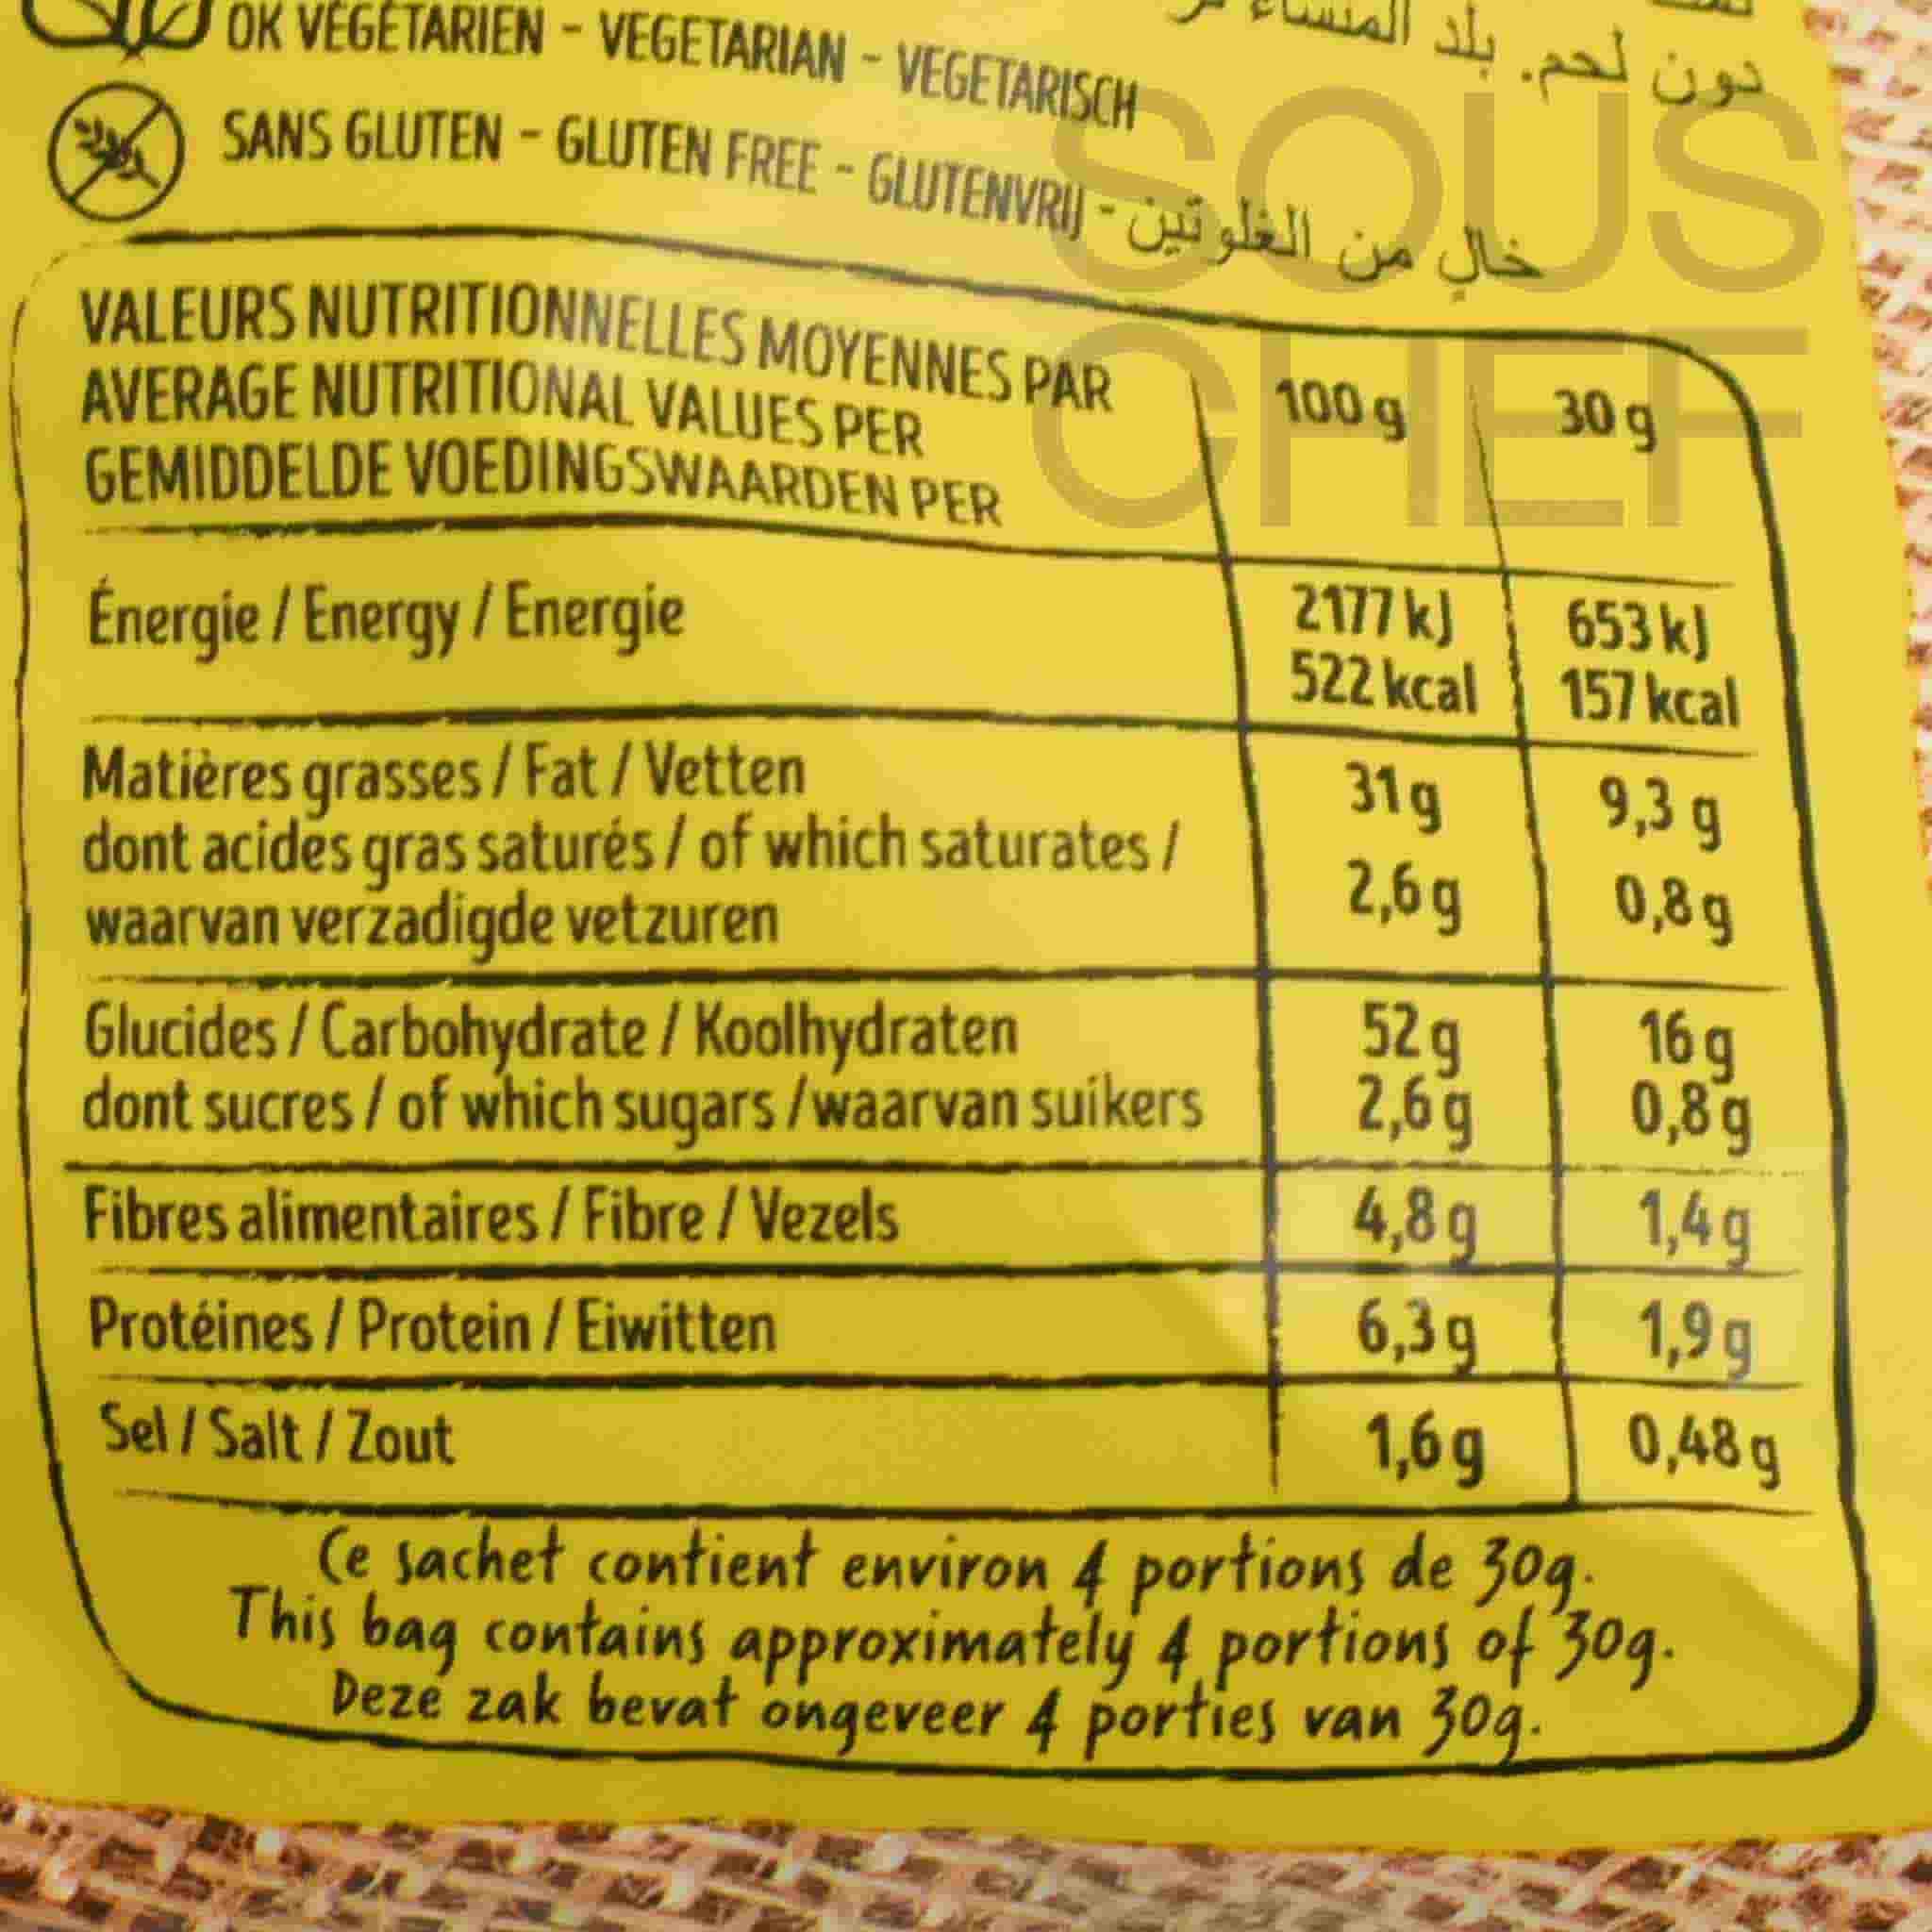 دون لحم. بلد المنشأ
OK VÉGÉTARIEN - VEGETARIAN - VEGETARISCH
SANS GLUTEN - GLUTEN FREE - GLUTENVRIJ - خالٍ من الغلوتين
SOUS
CHEF
VALEURS NUTRITIONNELLES MOYENNES PAR
AVERAGE NUTRITIONAL VALUES PER
GEMIDDELDE VOEDINGSWAARDEN PER
100 g 30 g
Énergie / Energy / Energie 2177 kJ 653 kJ
522 kcal 157 kcal
Matières grasses / Fat / Vetten 31 g 9,3 g
dont acides gras saturés / of which saturates / 2,6 g 0,8 g
waarvan verzadigde vetzuren
Glucides / Carbohydrate / Koolhydraten 52 g 16 g
dont sucres / of which sugars /waarvan suikers 2,6 g 0,8 g
Fibres alimentaires / Fibre / Vezels 4,8 g 1,4 g
Protéines / Protein / Eiwitten 6,3 g 1,9 g
Sel / Salt / Zout 1,6 g 0,48 g
Ce sachet contient environ 4 portions de 30g.
This bag contains approximately 4 portions of 30g.
Deze zak bevat ongeveer 4 porties van 30g.